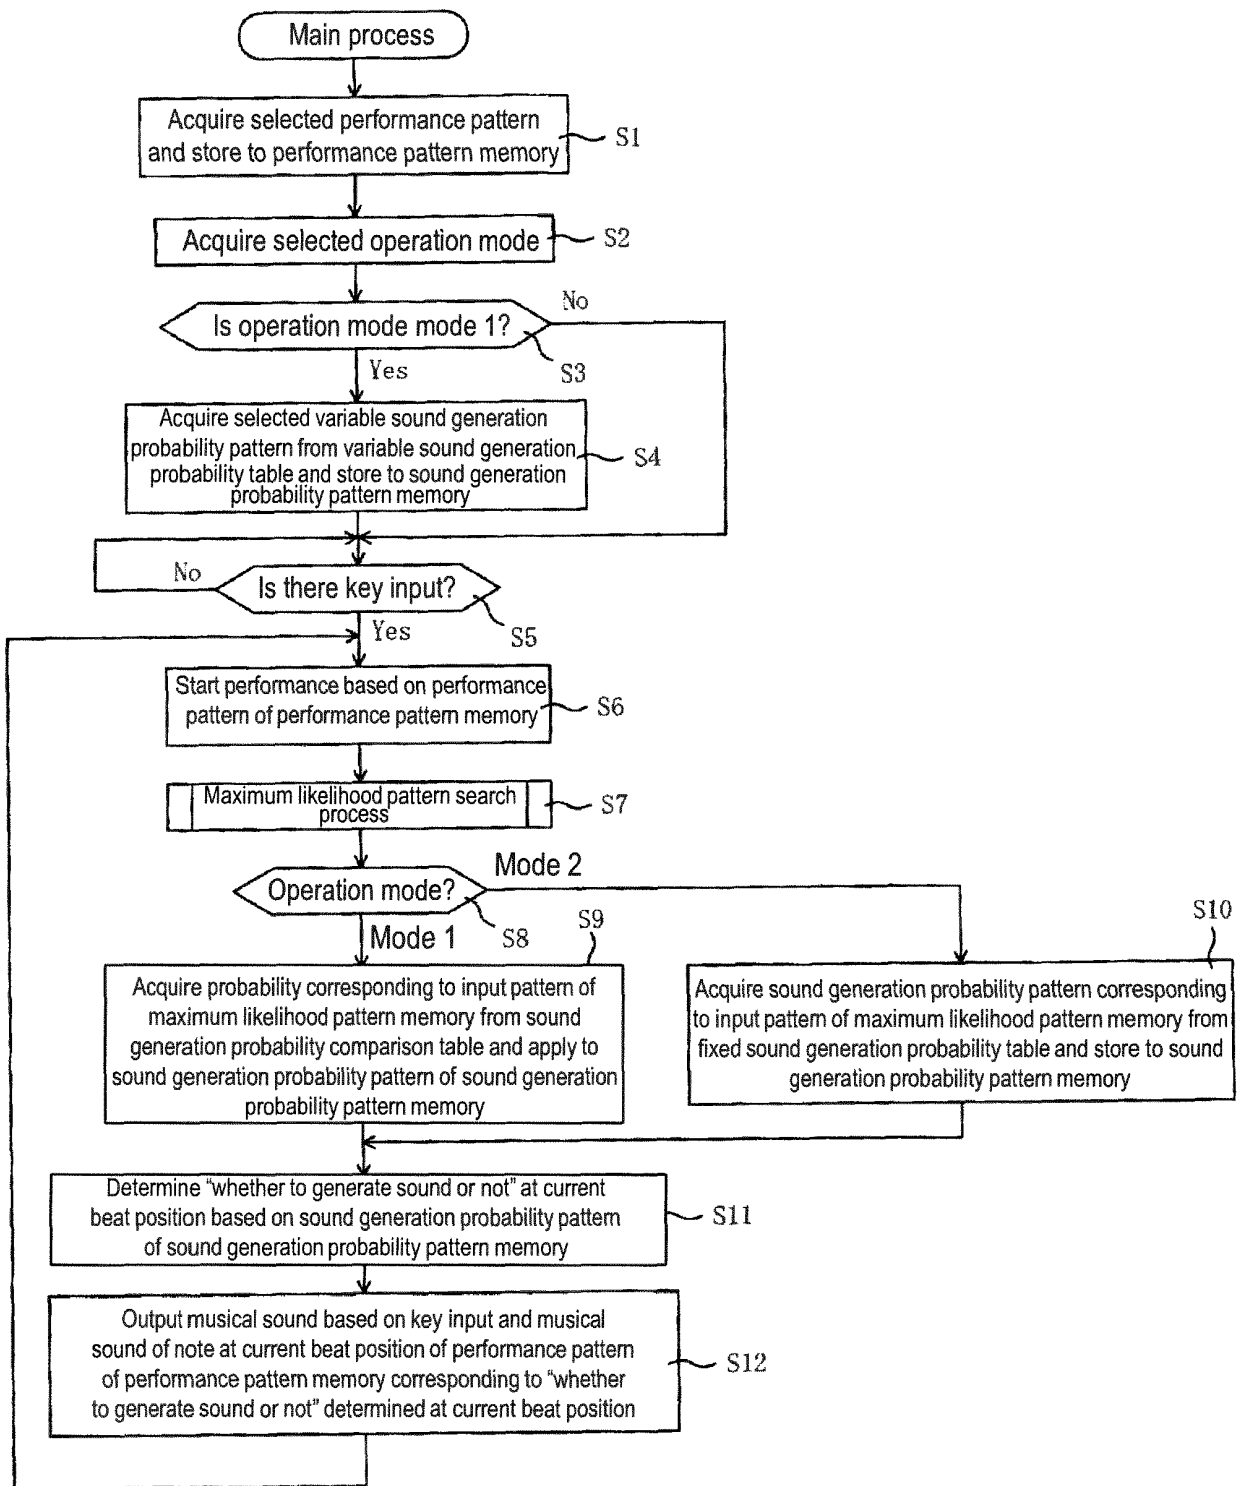 Main process
Acquire selected performance pattern
and store to performance pattern memory
S1
Acquire selected operation mode
S2
Is operation mode mode 1?
No
S3
Yes
Acquire selected variable sound generation
probability pattern from variable sound generation
probability table and store to sound generation
probability pattern memory
S4
No
Is there key input?
S5
Yes
Start performance based on performance
pattern of performance pattern memory
S6
Maximum likelihood pattern search
process
S7
Operation mode?
Mode 2
S8
Mode 1
S9
Acquire probability corresponding to input pattern of
maximum likelihood pattern memory from sound
generation probability comparison table and apply to
sound generation probability pattern of sound generation
probability pattern memory
S10
Acquire sound generation probability pattern corresponding
to input pattern of maximum likelihood pattern memory from
fixed sound generation probability table and store to sound
generation probability pattern memory
Determine “whether to generate sound or not” at current
beat position based on sound generation probability pattern
of sound generation probability pattern memory
S11
Output musical sound based on key input and musical
sound of note at current beat position of performance pattern
of performance pattern memory corresponding to “whether
to generate sound or not” determined at current beat position
S12